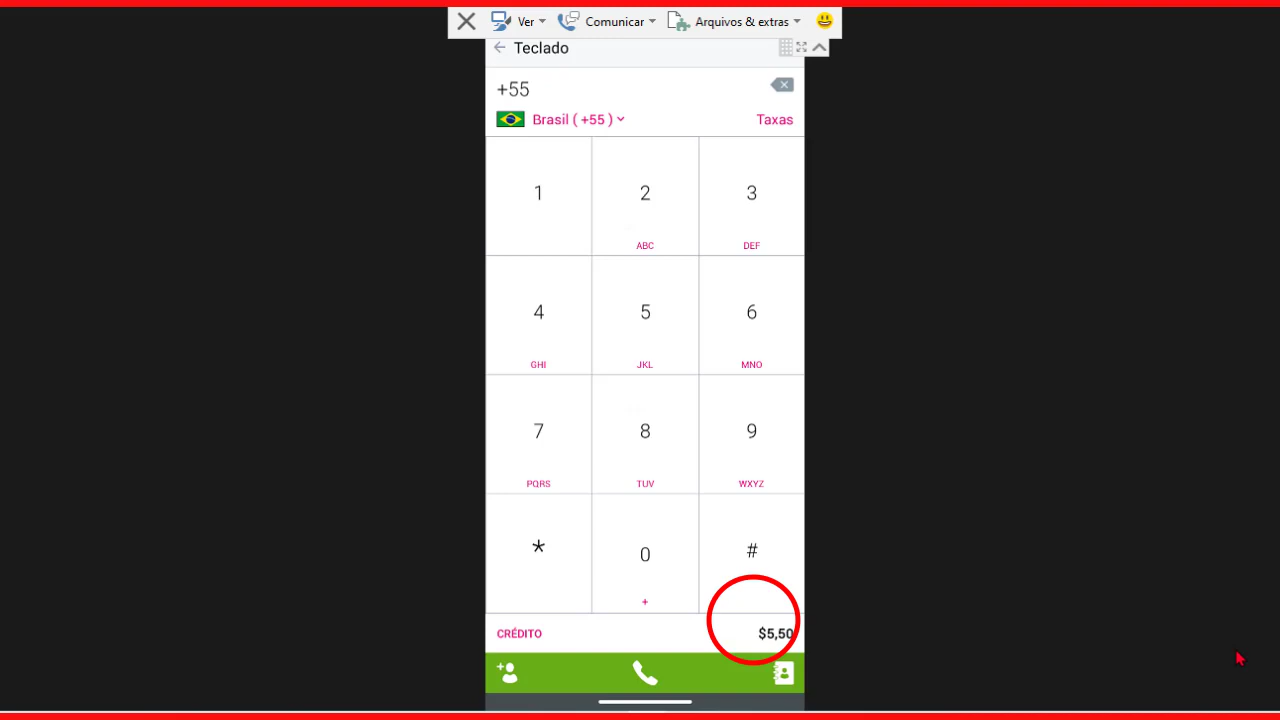 Ver Comunicar Arquivos & extras
Teclado
+55
Brasil ( +55 ) Taxas
1 2 3
ABC DEF
4 5 6
GHI JKL MNO
7 8 9
PQRS TUV WXYZ
* 0 #
+
CRÉDITO $5,50